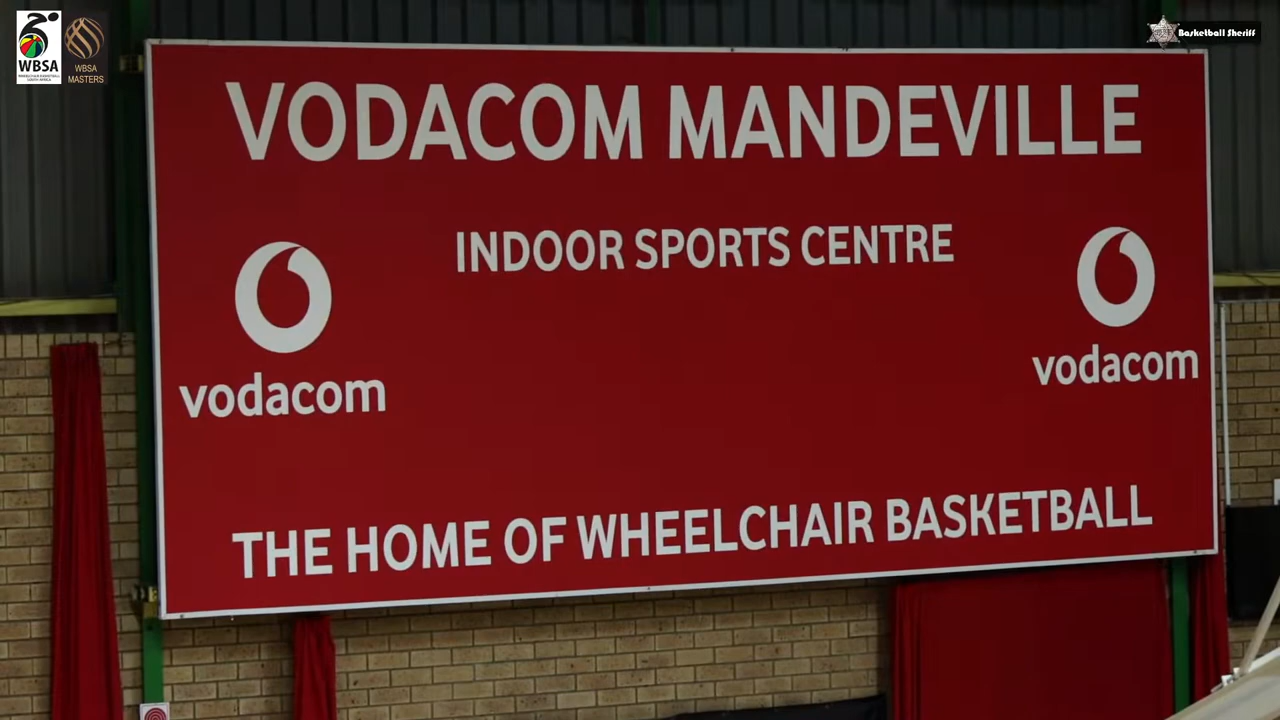 WBSA
WHEELCHAIR BASKETBALL
SOUTH AFRICA
WBSA
MASTERS
Basketball Sheriff
VODACOM MANDEVILLE
INDOOR SPORTS CENTRE
vodacom
vodacom
THE HOME OF WHEELCHAIR BASKETBALL